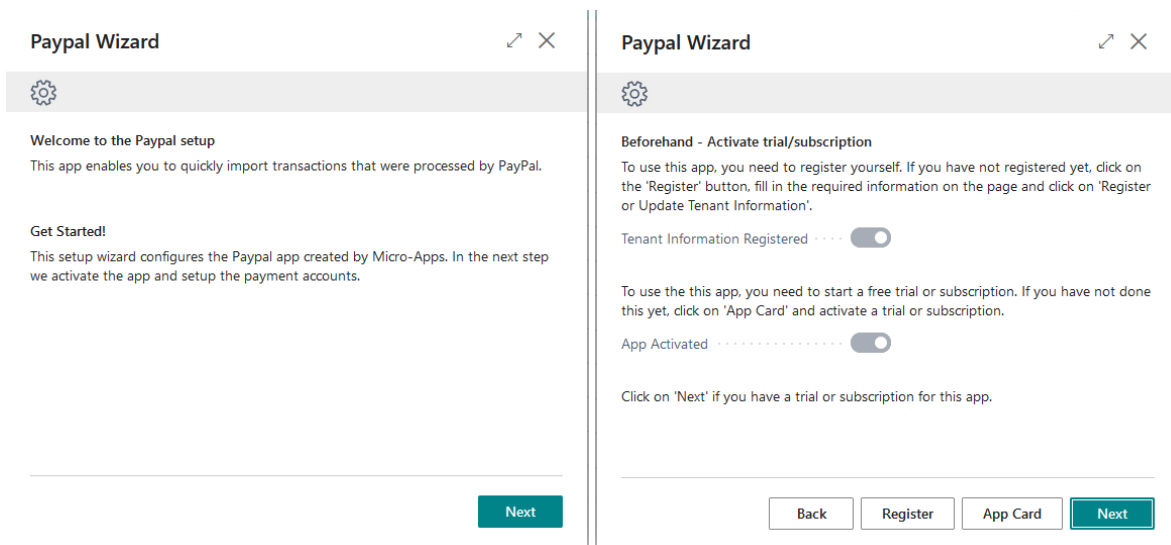 Paypal Wizard
Welcome to the Paypal setup
This app enables you to quickly import transactions that were processed by PayPal.
Get Started!
This setup wizard configures the Paypal app created by Micro-Apps. In the next step
we activate the app and setup the payment accounts.
Next
Paypal Wizard
Beforehand - Activate trial/subscription
To use this app, you need to register yourself. If you have not registered yet, click on
the 'Register' button, fill in the required information on the page and click on 'Register
or Update Tenant Information'.
Tenant Information Registered
To use the this app, you need to start a free trial or subscription. If you have not done
this yet, click on 'App Card' and activate a trial or subscription.
App Activated
Click on 'Next' if you have a trial or subscription for this app.
Back Register App Card Next